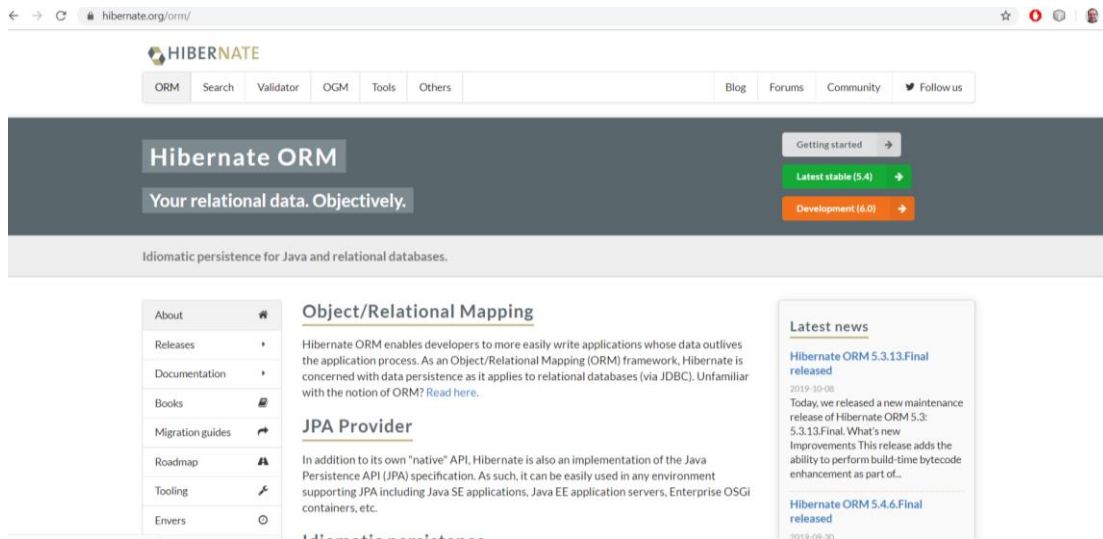 hibernate.org/orm/
HIBERNATE
ORM Search Validator OGM Tools Others Blog Forums Community Follow us
Hibernate ORM
Your relational data. Objectively.
Getting started
Latest stable (5.4)
Development (6.0)
Idiomatic persistence for Java and relational databases.
About
Releases
Documentation
Books
Migration guides
Roadmap
Tooling
Envers
Object/Relational Mapping
Hibernate ORM enables developers to more easily write applications whose data outlives
the application process. As an Object/Relational Mapping (ORM) framework, Hibernate is
concerned with data persistence as it applies to relational databases (via JDBC). Unfamiliar
with the notion of ORM? Read here.
JPA Provider
In addition to its own "native" API, Hibernate is also an implementation of the Java
Persistence API (JPA) specification. As such, it can be easily used in any environment
supporting JPA including Java SE applications, Java EE application servers, Enterprise OSGi
containers, etc.
Idiomatic persistence
Latest news
Hibernate ORM 5.3.13.Final
released
2019-10-08
Today, we released a new maintenance
release of Hibernate ORM 5.3:
5.3.13.Final. What's new
Improvements This release adds the
ability to perform build-time bytecode
enhancement as part of...
Hibernate ORM 5.4.6.Final
released
2019-09-30